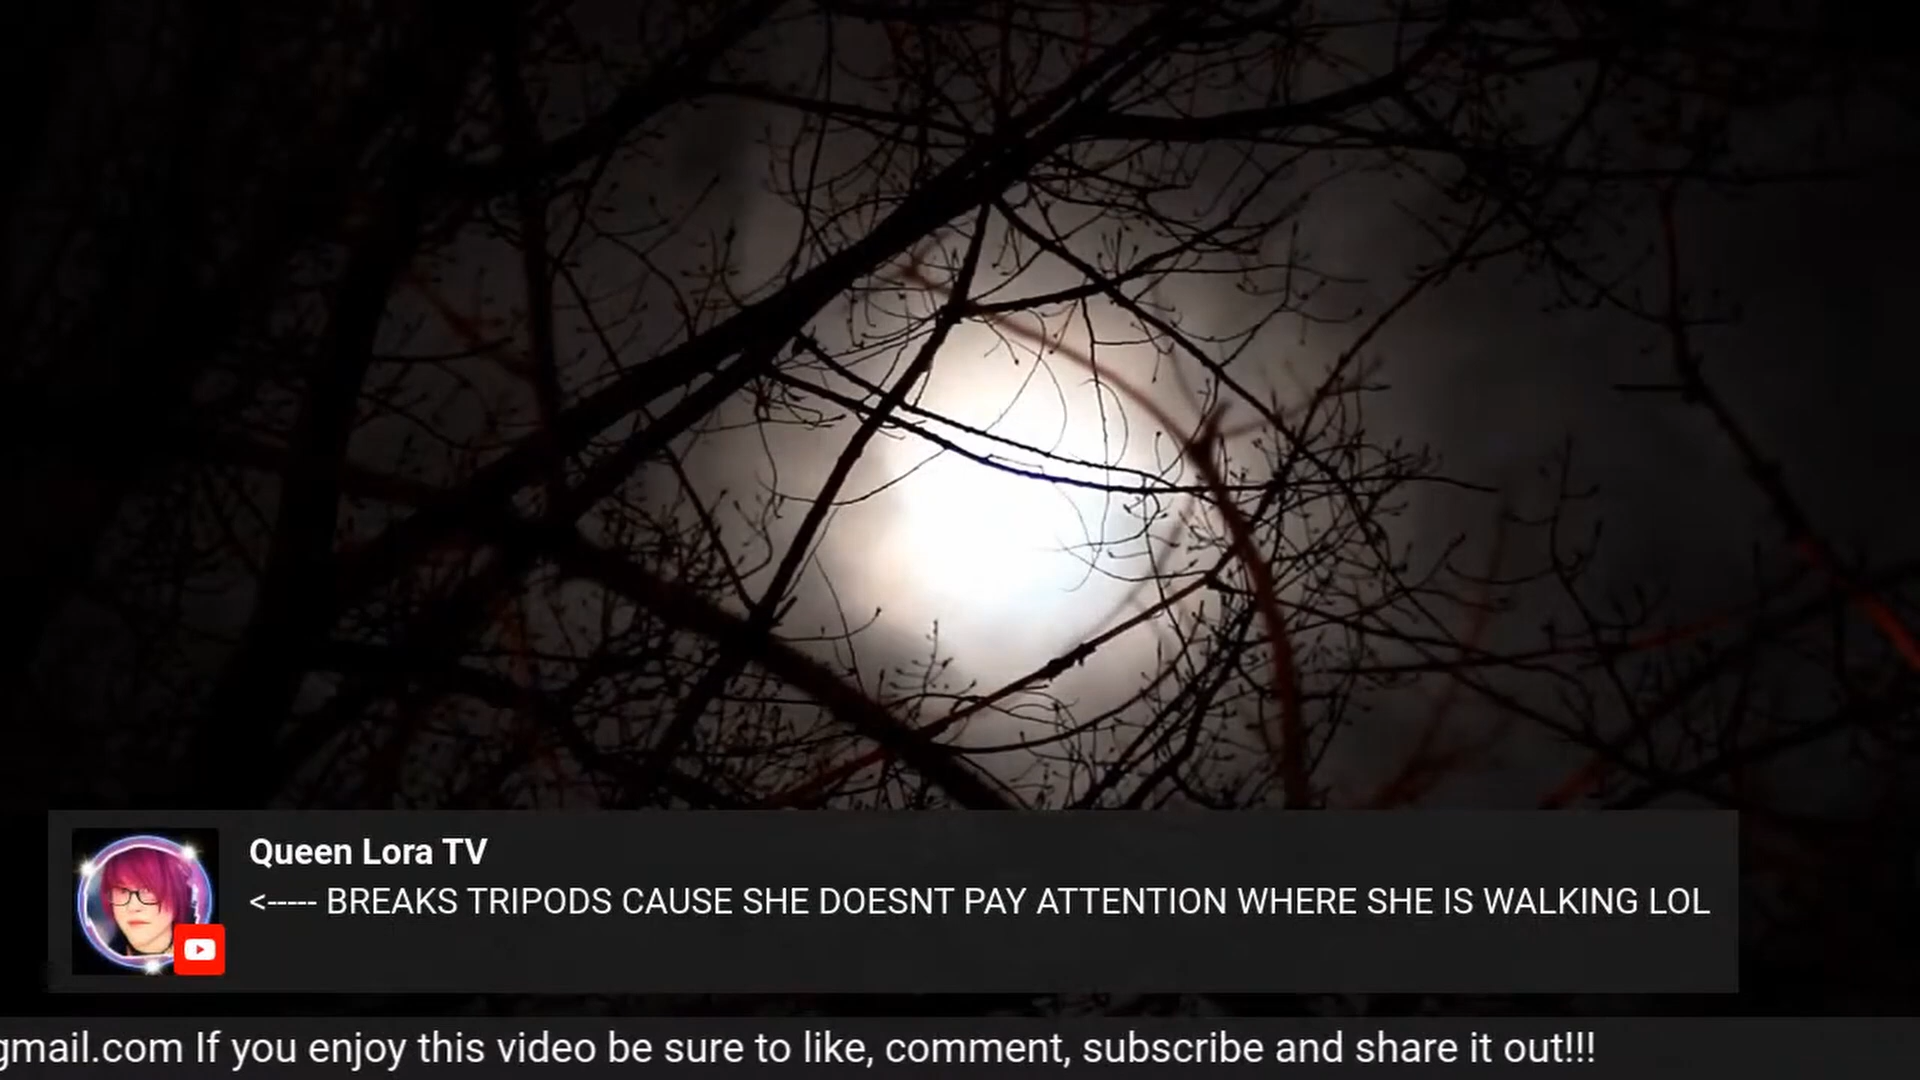 Queen Lora TV
<----- BREAKS TRIPODS CAUSE SHE DOESNT PAY ATTENTION WHERE SHE IS WALKING LOL
gmail.com If you enjoy this video be sure to like, comment, subscribe and share it out!!!